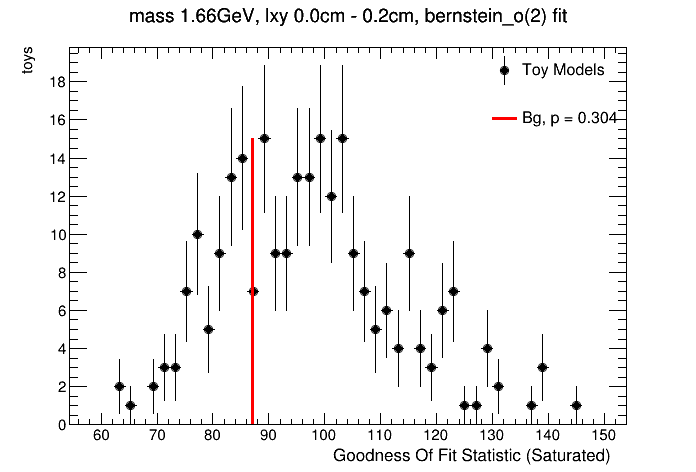 mass 1.66GeV, lxy 0.0cm - 0.2cm, bernstein_o(2) fit
toys
Toy Models
Bg, p = 0.304
18
16
14
12
10
8
6
4
2
0
60 70 80 90 100 110 120 130 140 150
Goodness Of Fit Statistic (Saturated)